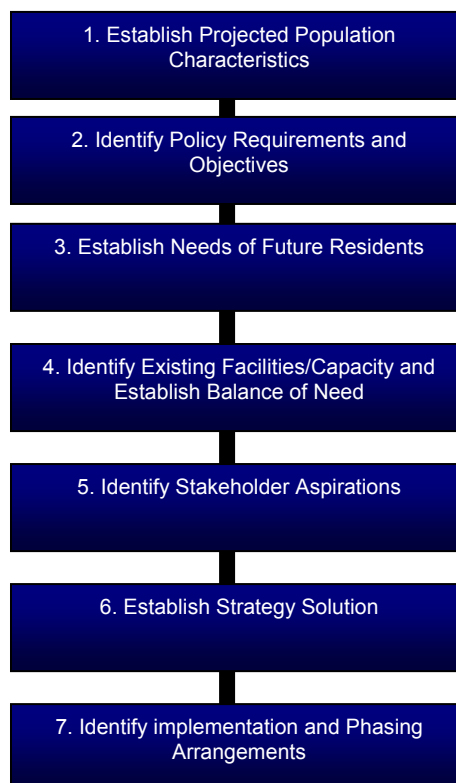 1. Establish Projected Population
Characteristics
2. Identify Policy Requirements and
Objectives
3. Establish Needs of Future Residents
4. Identify Existing Facilities/Capacity and
Establish Balance of Need
5. Identify Stakeholder Aspirations
6. Establish Strategy Solution
7. Identify implementation and Phasing
Arrangements